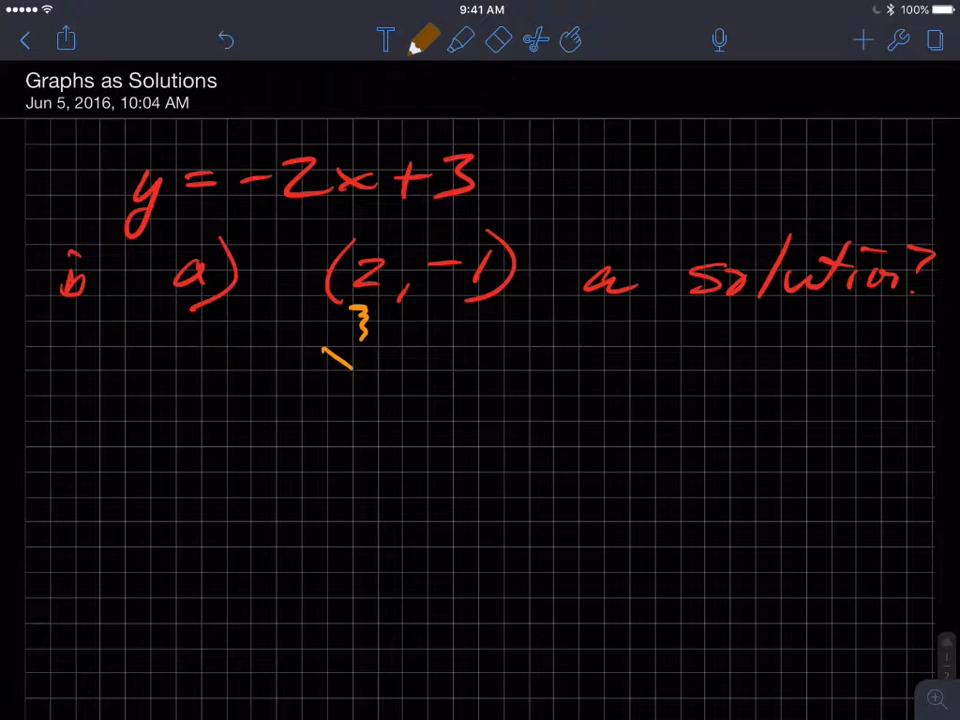 9:41 AM
100%
T
Graphs as Solutions
Jun 5, 2016, 10:04 AM
y = -2x + 3
a) (2, -1) a solution?